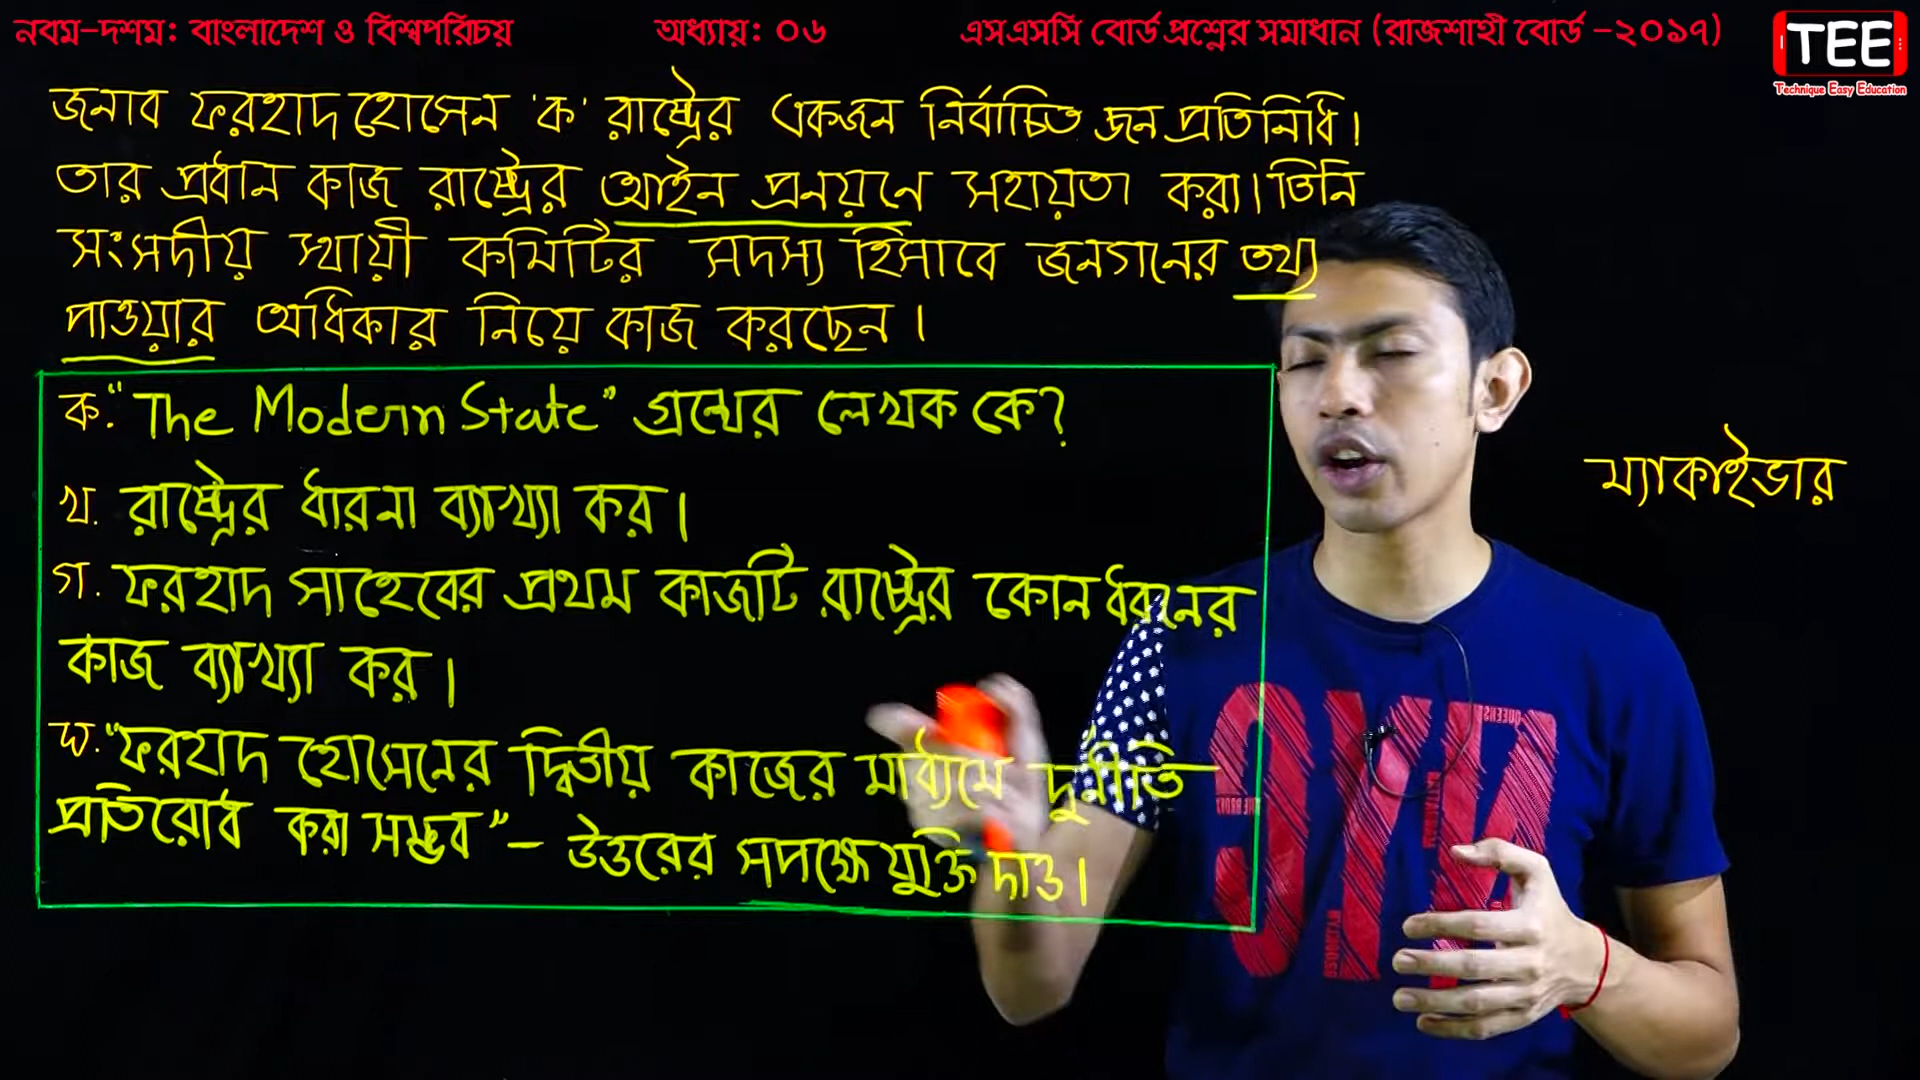 নবম-দশম: বাংলাদেশ ও বিশ্বপরিচয়
অধ্যায়: ০৬
এসএসসি বোর্ড প্রশ্নের সমাধান (রাজশাহী বোর্ড -২০১৭)
TEE
Technique Easy Education
জনাব ফরহাদ হোসেন 'ক' রাষ্ট্রের একজন নির্বাচিত জন প্রতিনিধি।
তার প্রধান কাজ রাষ্ট্রের আইন প্রনয়নে সহায়তা করা। তিনি
সংসদীয় স্থায়ী কমিটির সদস্য হিসাবে জনগনের তথ্য
পাওয়ার অধিকার নিয়ে কাজ করছেন।
ক. "The Modern State" গ্রন্থের লেখক কে?
ম্যাকাইভার
খ. রাষ্ট্রের ধারনা ব্যাখ্যা কর।
গ. ফরহাদ সাহেবের প্রথম কাজটি রাষ্ট্রের কোন ধরনের
কাজ ব্যাখ্যা কর।
ঘ. "ফরহাদ হোসেনের দ্বিতীয় কাজের মাধ্যমে দুর্নীতি
প্রতিরোধ করা সম্ভব" - উত্তরের সপক্ষে যুক্তি দাও।